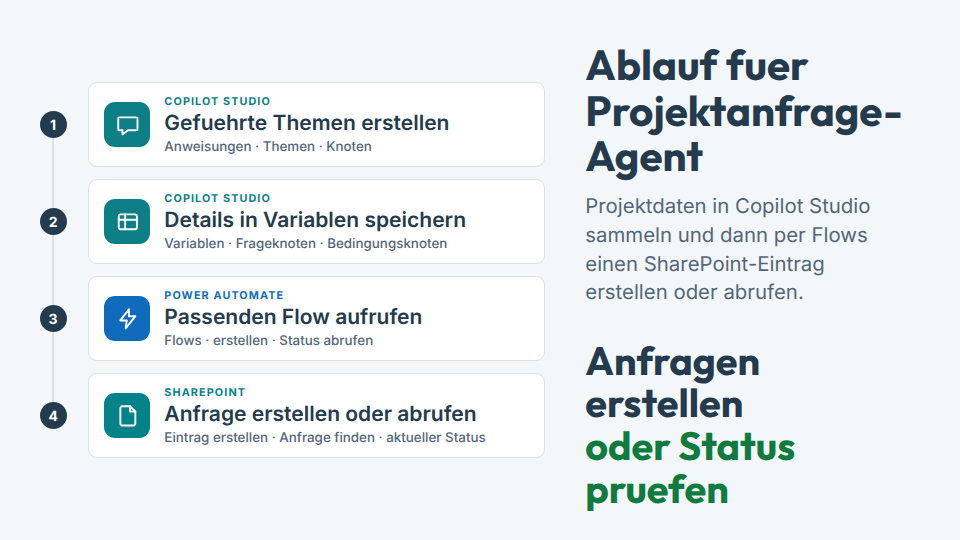 1
COPILOT STUDIO
Gefuehrte Themen erstellen
Anweisungen · Themen · Knoten
2
COPILOT STUDIO
Details in Variablen speichern
Variablen · Frageknoten · Bedingungsknoten
3
POWER AUTOMATE
Passenden Flow aufrufen
Flows · erstellen · Status abrufen
4
SHAREPOINT
Anfrage erstellen oder abrufen
Eintrag erstellen · Anfrage finden · aktueller Status
Ablauf fuer
Projektanfrage-
Agent
Projektdaten in Copilot Studio
sammeln und dann per Flows
einen SharePoint-Eintrag
erstellen oder abrufen.
Anfragen
erstellen
oder Status
pruefen